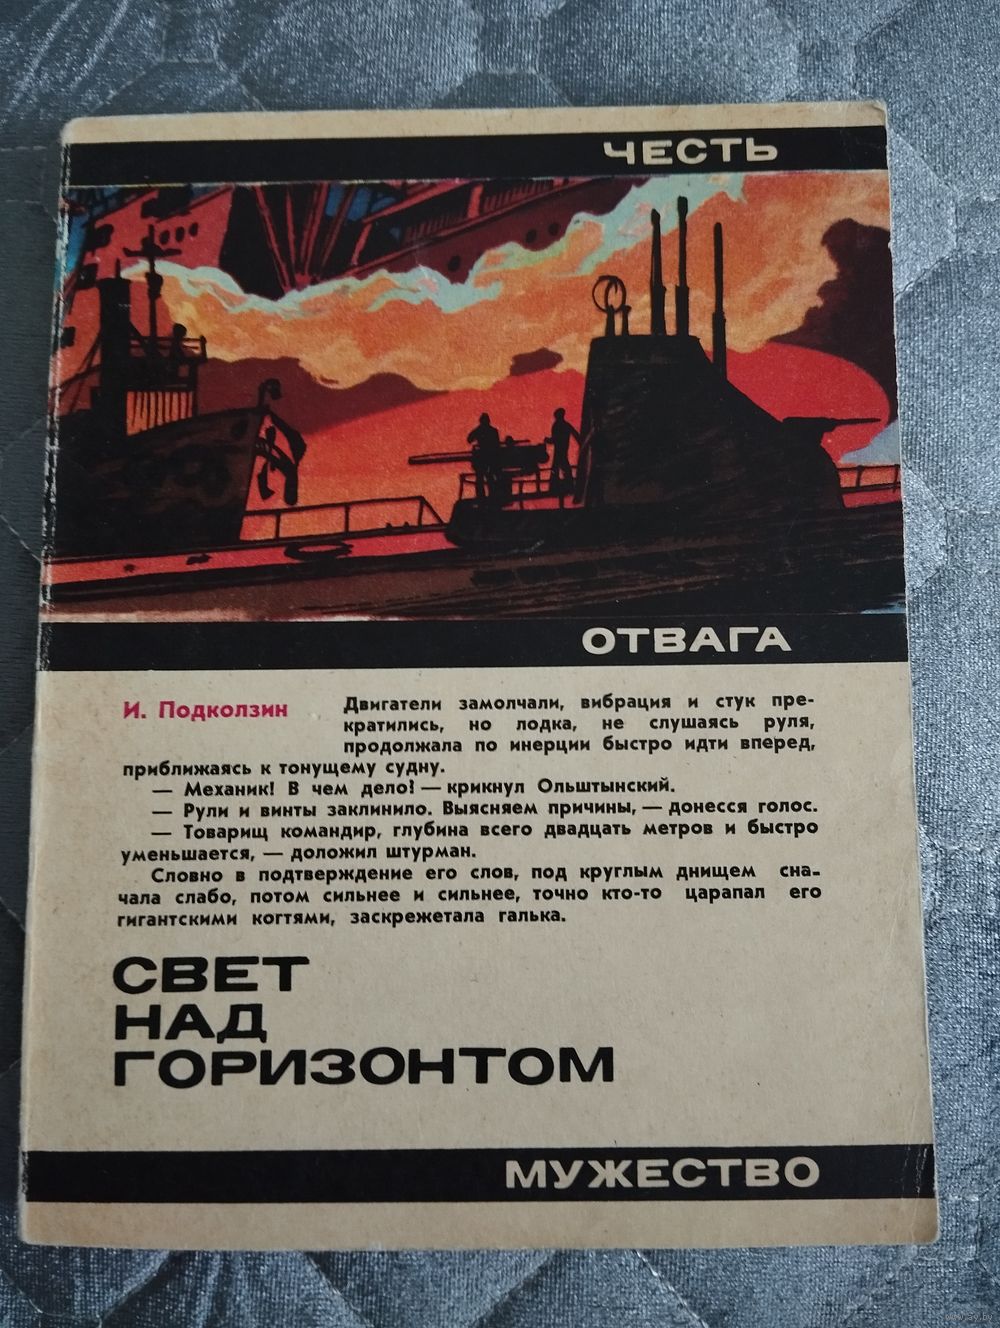 ЧЕСТЬ
ОТВАГА
И. Подколзин
Двигатели замолчали, вибрация и стук пре-
кратились, но лодка, не слушаясь руля,
продолжала по инерции быстро идти вперед,
приближаясь к тонущему судну.
— Механик! В чем дело? — крикнул Ольштынский.
— Рули и винты заклинило. Выясняем причины, — донесся голос.
— Товарищ командир, глубина всего двадцать метров и быстро
уменьшается, — доложил штурман.
Словно в подтверждение его слов, под круглым днищем сна-
чала слабо, потом сильнее и сильнее, точно кто-то царапал его
гигантскими когтями, заскрежетала галька.
СВЕТ
НАД
ГОРИЗОНТОМ
МУЖЕСТВО
www.ay.by